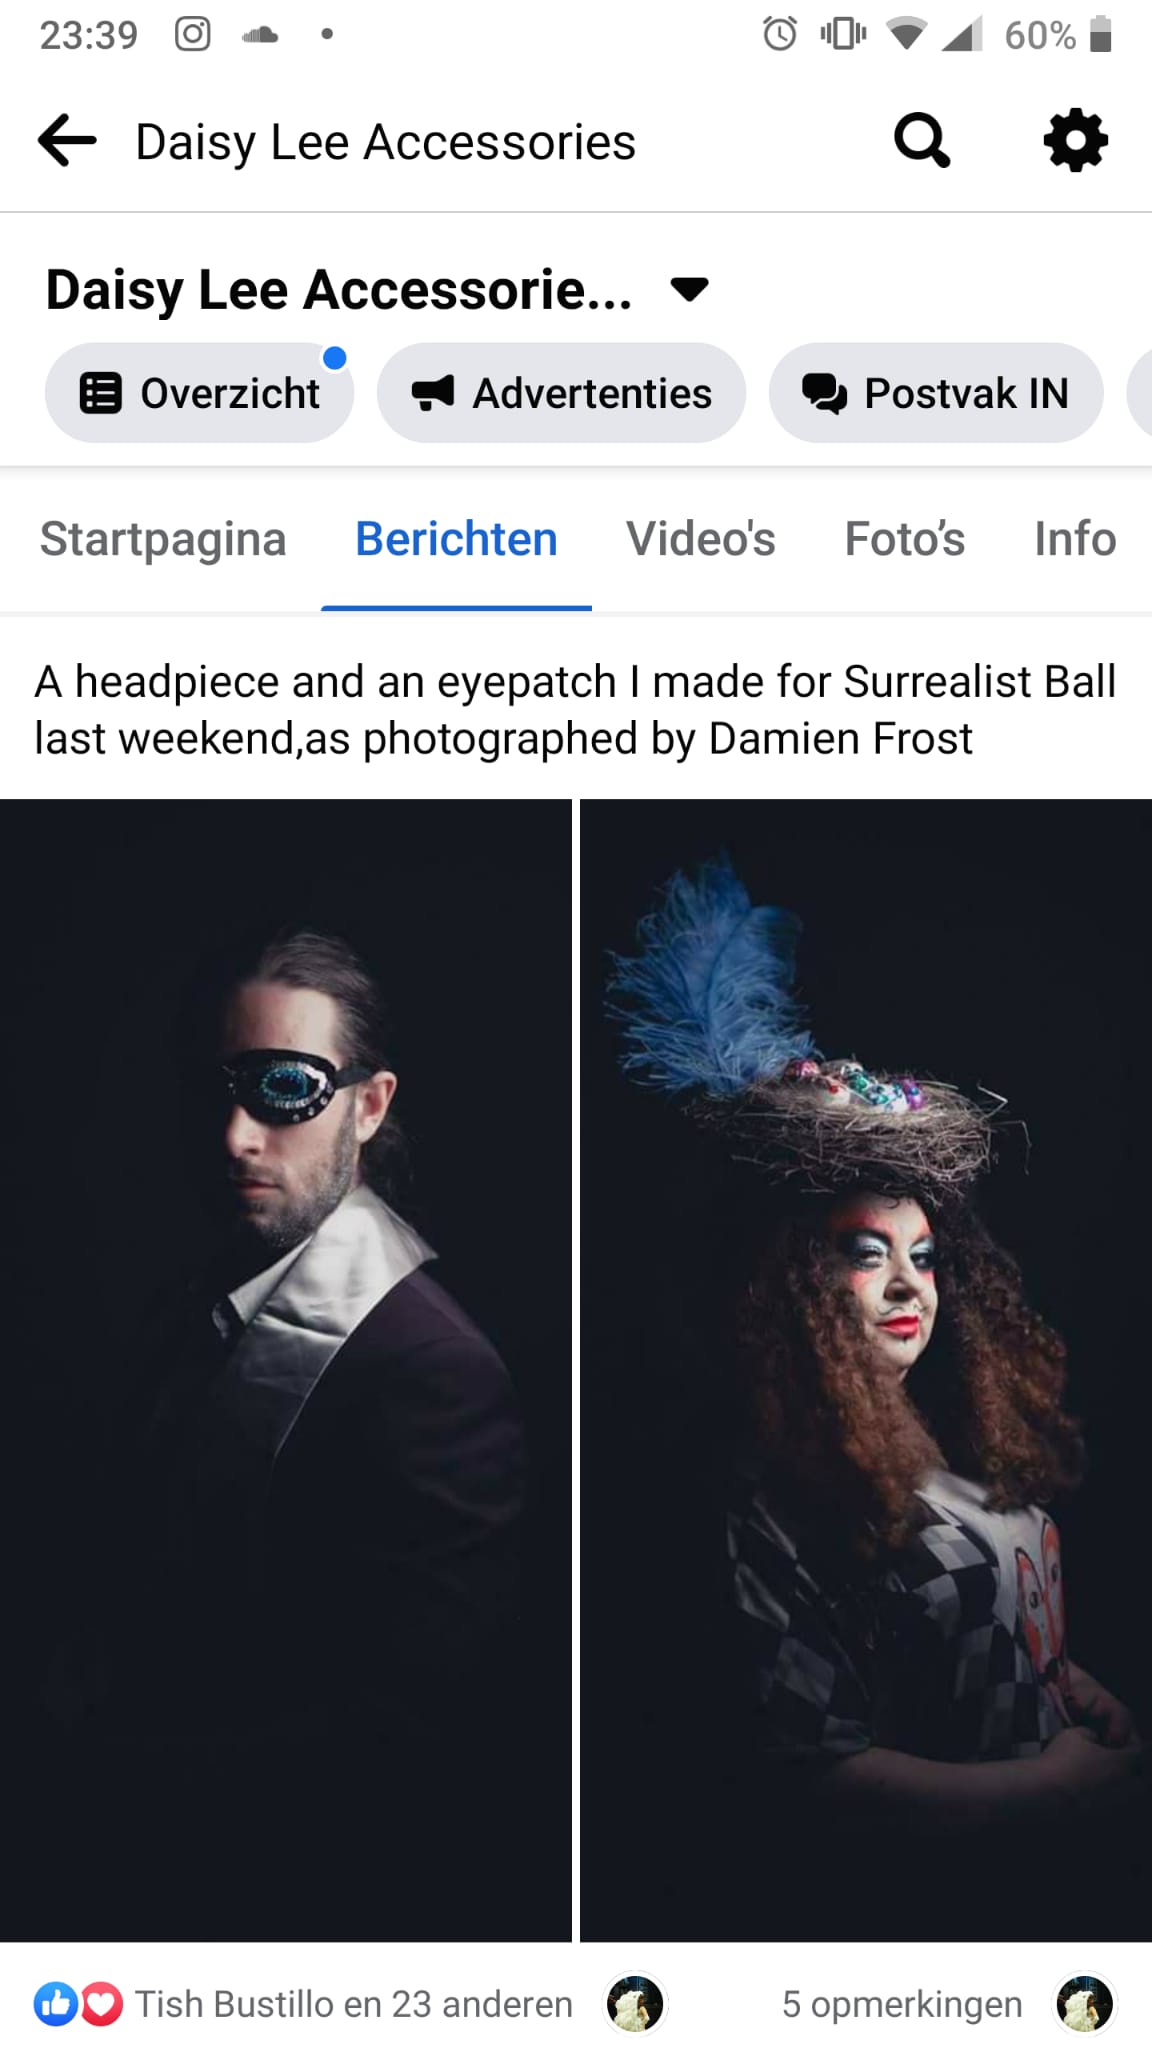 23:39
60%
Daisy Lee Accessories
Daisy Lee Accessorie...
Overzicht
Advertenties
Postvak IN
Startpagina
Berichten
Video's
Foto’s
Info
A headpiece and an eyepatch I made for Surrealist Ball
last weekend,as photographed by Damien Frost
Tish Bustillo en 23 anderen
5 opmerkingen